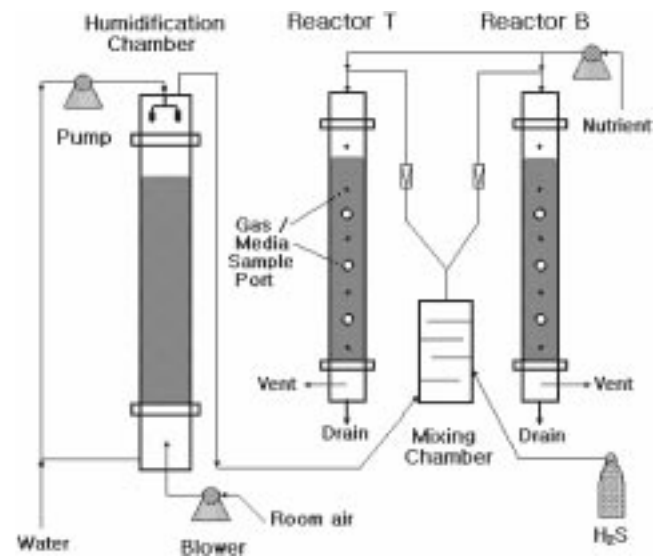 Humidification
Chamber
Reactor T
Reactor B
Pump
Nutrient
Gas /
Media
Sample
Port
Vent
Vent
Drain
Mixing
Chamber
Drain
Room air
Water
Blower
H₂S